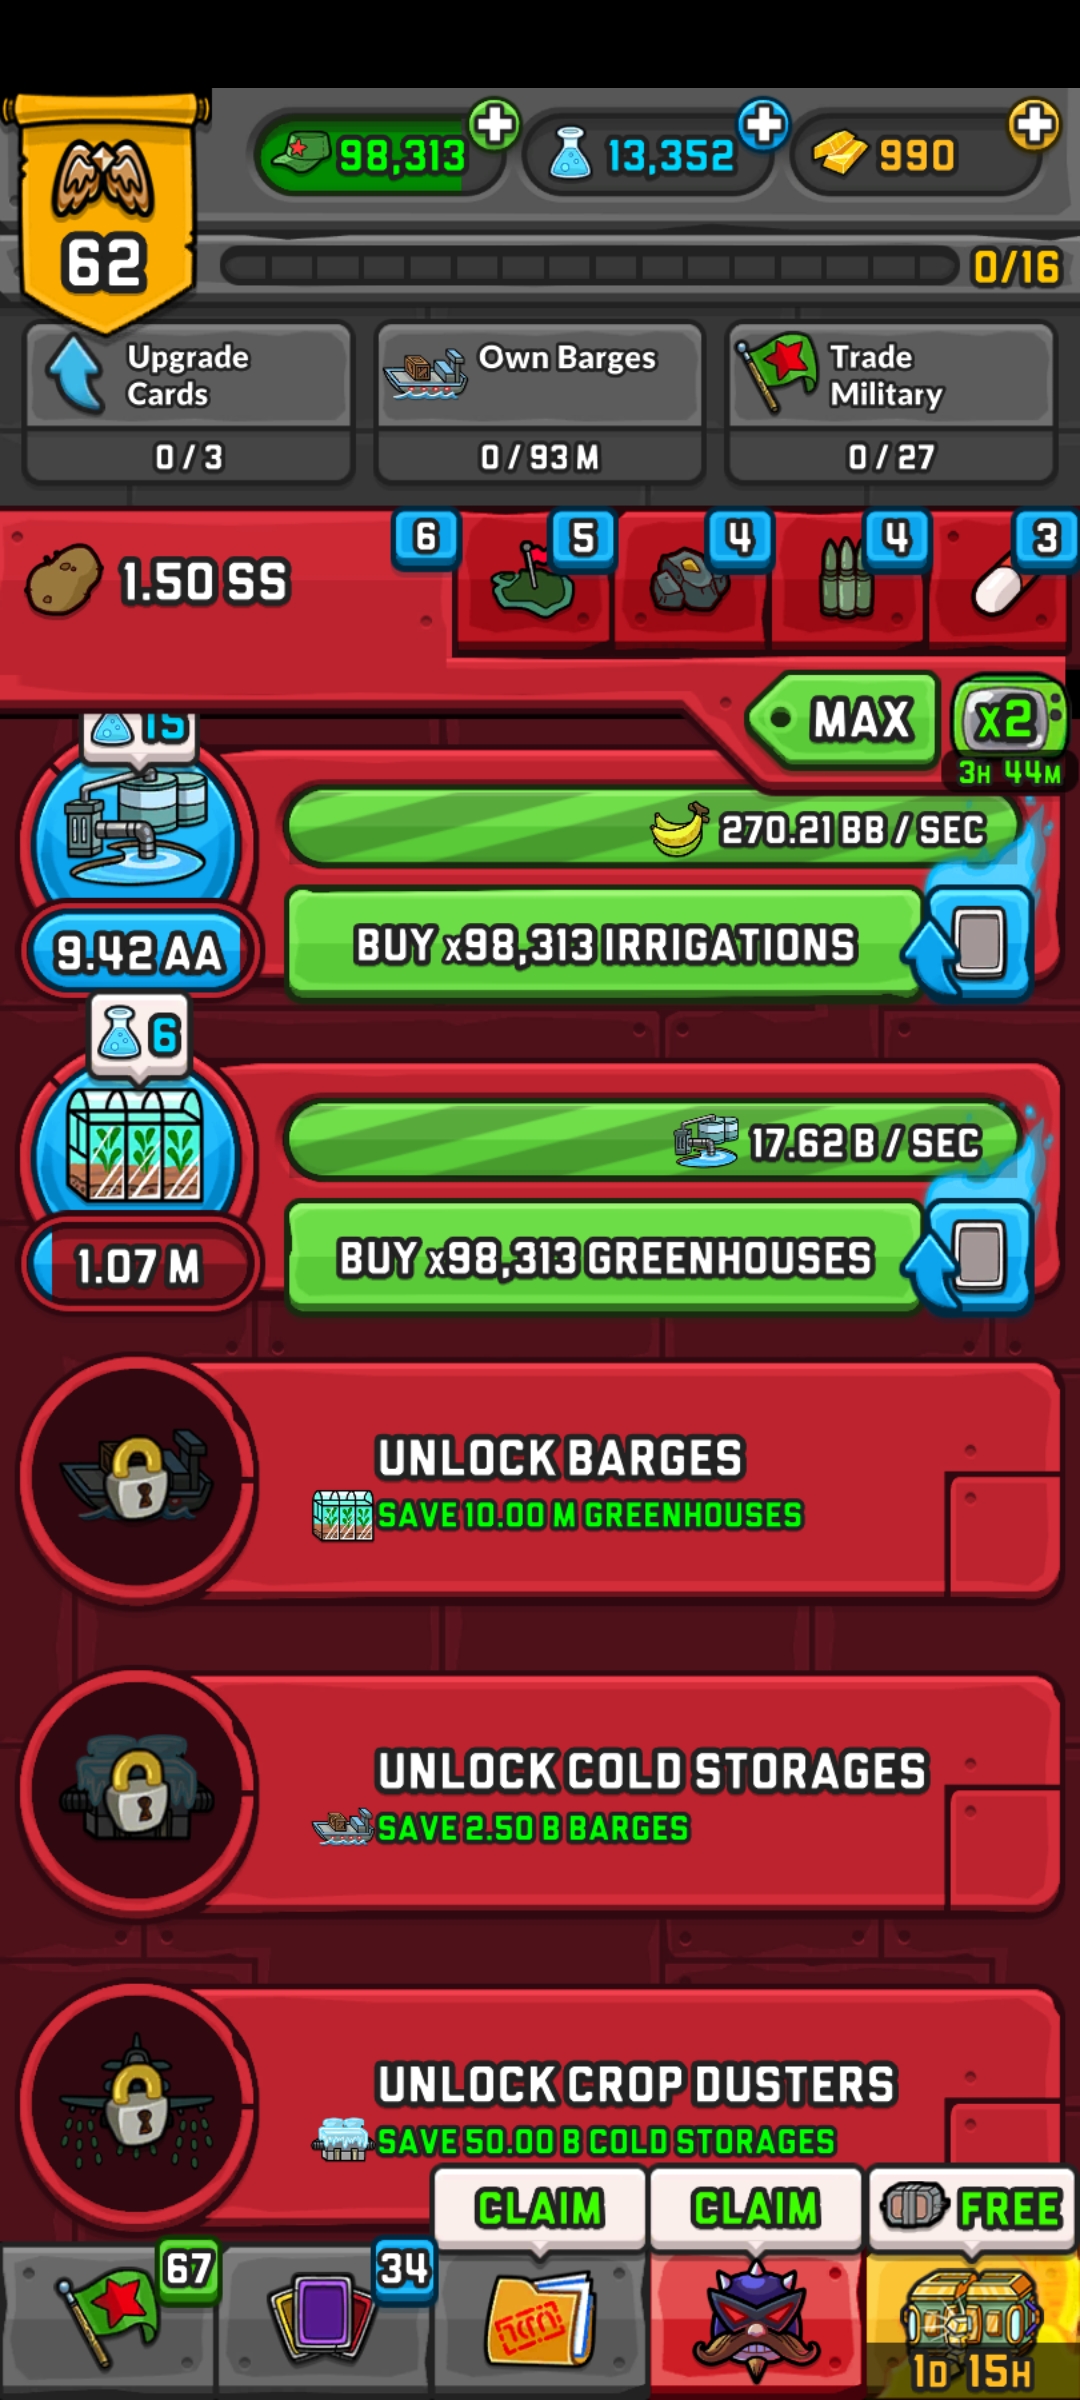 98,313
13,352
990
62
0/16
Upgrade
Cards
0 / 3
Own Barges
0 / 93 M
Trade
Military
0 / 27
1.50 SS
6
5
4
4
3
MAX
x2
3H 44M
15
270.21 BB / SEC
9.42 AA
BUY x98,313 IRRIGATIONS
6
17.62 B / SEC
1.07 M
BUY x98,313 GREENHOUSES
UNLOCK BARGES
SAVE 10.00 M GREENHOUSES
UNLOCK COLD STORAGES
SAVE 2.50 B BARGES
UNLOCK CROP DUSTERS
SAVE 50.00 B COLD STORAGES
CLAIM
CLAIM
FREE
67
34
1D 15H